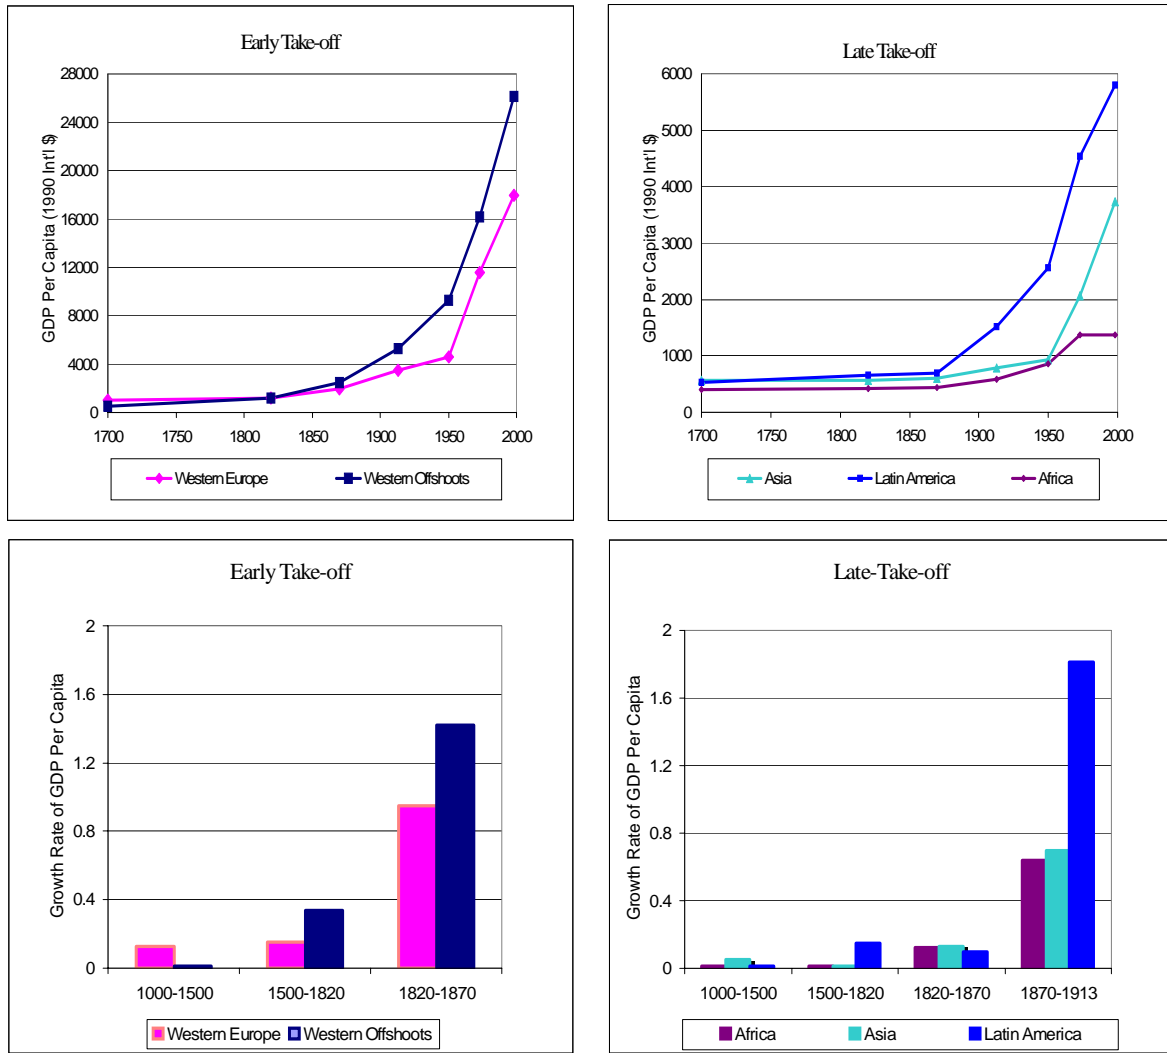 Early Take-off
GDP Per Capita (1990 Int'l $)
28000
24000
20000
16000
12000
8000
4000
0
1700 1750 1800 1850 1900 1950 2000
Western Europe Western Offshoots
Late Take-off
GDP Per Capita (1990 Int'l $)
6000
5000
4000
3000
2000
1000
0
1700 1750 1800 1850 1900 1950 2000
Asia Latin America Africa
Early Take-off
Growth Rate of GDP Per Capita
2
1.6
1.2
0.8
0.4
0
1000-1500 1500-1820 1820-1870
Western Europe Western Offshoots
Late-Take-off
Growth Rate of GDP Per Capita
2
1.6
1.2
0.8
0.4
0
1000-1500 1500-1820 1820-1870 1870-1913
Africa Asia Latin America